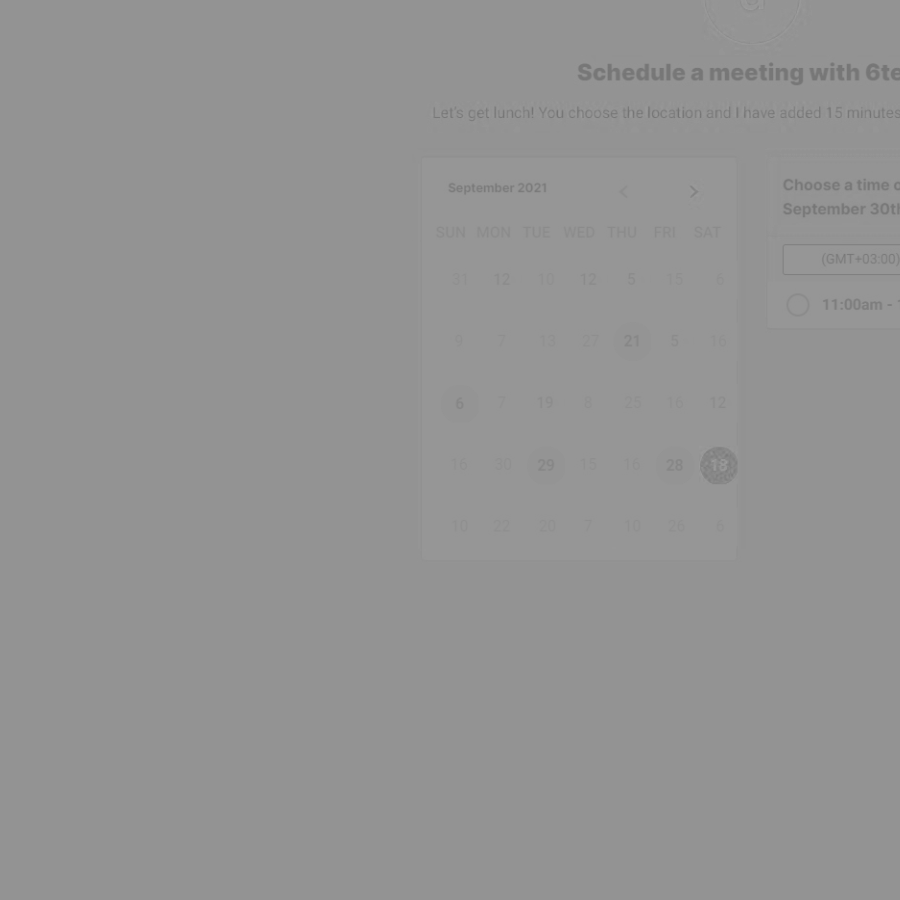 Schedule a meeting with 6te
Let's get lunch! You choose the location and I have added 15 minutes
September 2021
SUN MON TUE WED THU FRI SAT
31 12 10 12 5 15 6
9 7 13 27 21 5 16
6 7 19 8 25 16 12
16 30 29 15 16 28 18
10 22 20 7 10 26 6
Choose a time
September 30th
(GMT+03:00)
11:00am -